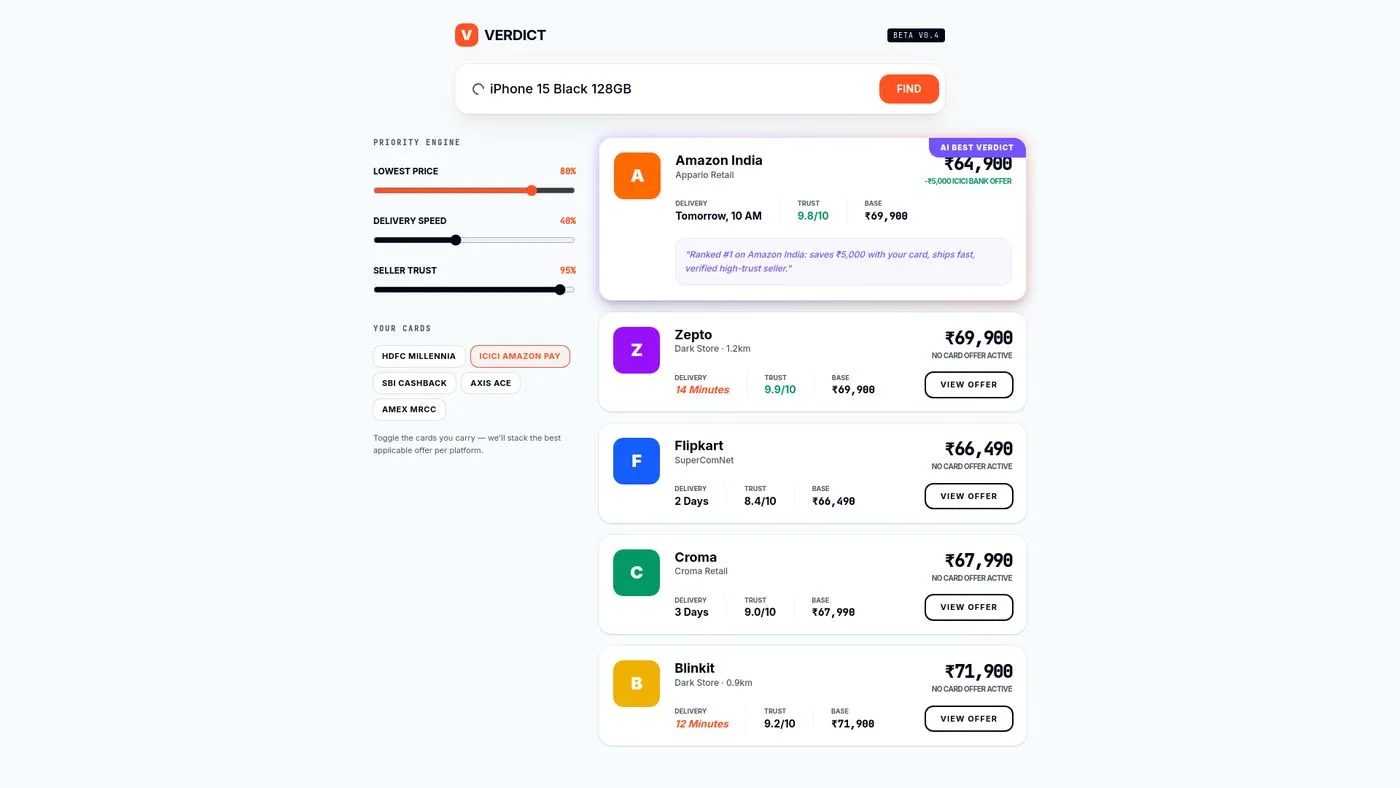 V VERDICT
BETA V0.4
iPhone 15 Black 128GB
FIND
PRIORITY ENGINE
LOWEST PRICE 80%
DELIVERY SPEED 40%
SELLER TRUST 95%
YOUR CARDS
HDFC MILLENNIA ICICI AMAZON PAY
SBI CASHBACK AXIS ACE
AMEX MRCC
Toggle the cards you carry — we'll stack the best
applicable offer per platform.
AI BEST VERDICT
A
Amazon India
₹64,900
Appario Retail
-₹5,000 ICICI BANK OFFER
DELIVERY TRUST BASE
Tomorrow, 10 AM 9.8/10 ₹69,900
"Ranked #1 on Amazon India: saves ₹5,000 with your card, ships fast,
verified high-trust seller."
Z
Zepto
₹69,900
Dark Store · 1.2km
NO CARD OFFER ACTIVE
DELIVERY TRUST BASE
14 Minutes 9.9/10 ₹69,900
VIEW OFFER
F
Flipkart
₹66,490
SuperComNet
NO CARD OFFER ACTIVE
DELIVERY TRUST BASE
2 Days 8.4/10 ₹66,490
VIEW OFFER
C
Croma
₹67,990
Croma Retail
NO CARD OFFER ACTIVE
DELIVERY TRUST BASE
3 Days 9.0/10 ₹67,990
VIEW OFFER
B
Blinkit
₹71,900
Dark Store · 0.9km
NO CARD OFFER ACTIVE
DELIVERY TRUST BASE
12 Minutes 9.2/10 ₹71,900
VIEW OFFER